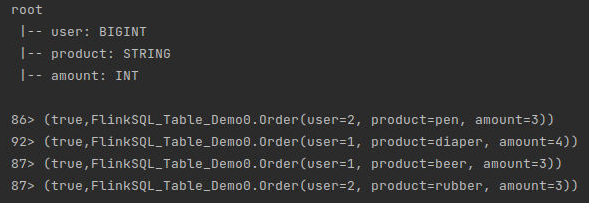 root
 |-- user: BIGINT
 |-- product: STRING
 |-- amount: INT

86> (true,FlinkSQL_Table_Demo0.Order(user=2, product=pen, amount=3))
92> (true,FlinkSQL_Table_Demo0.Order(user=1, product=diaper, amount=4))
87> (true,FlinkSQL_Table_Demo0.Order(user=1, product=beer, amount=3))
87> (true,FlinkSQL_Table_Demo0.Order(user=2, product=rubber, amount=3))